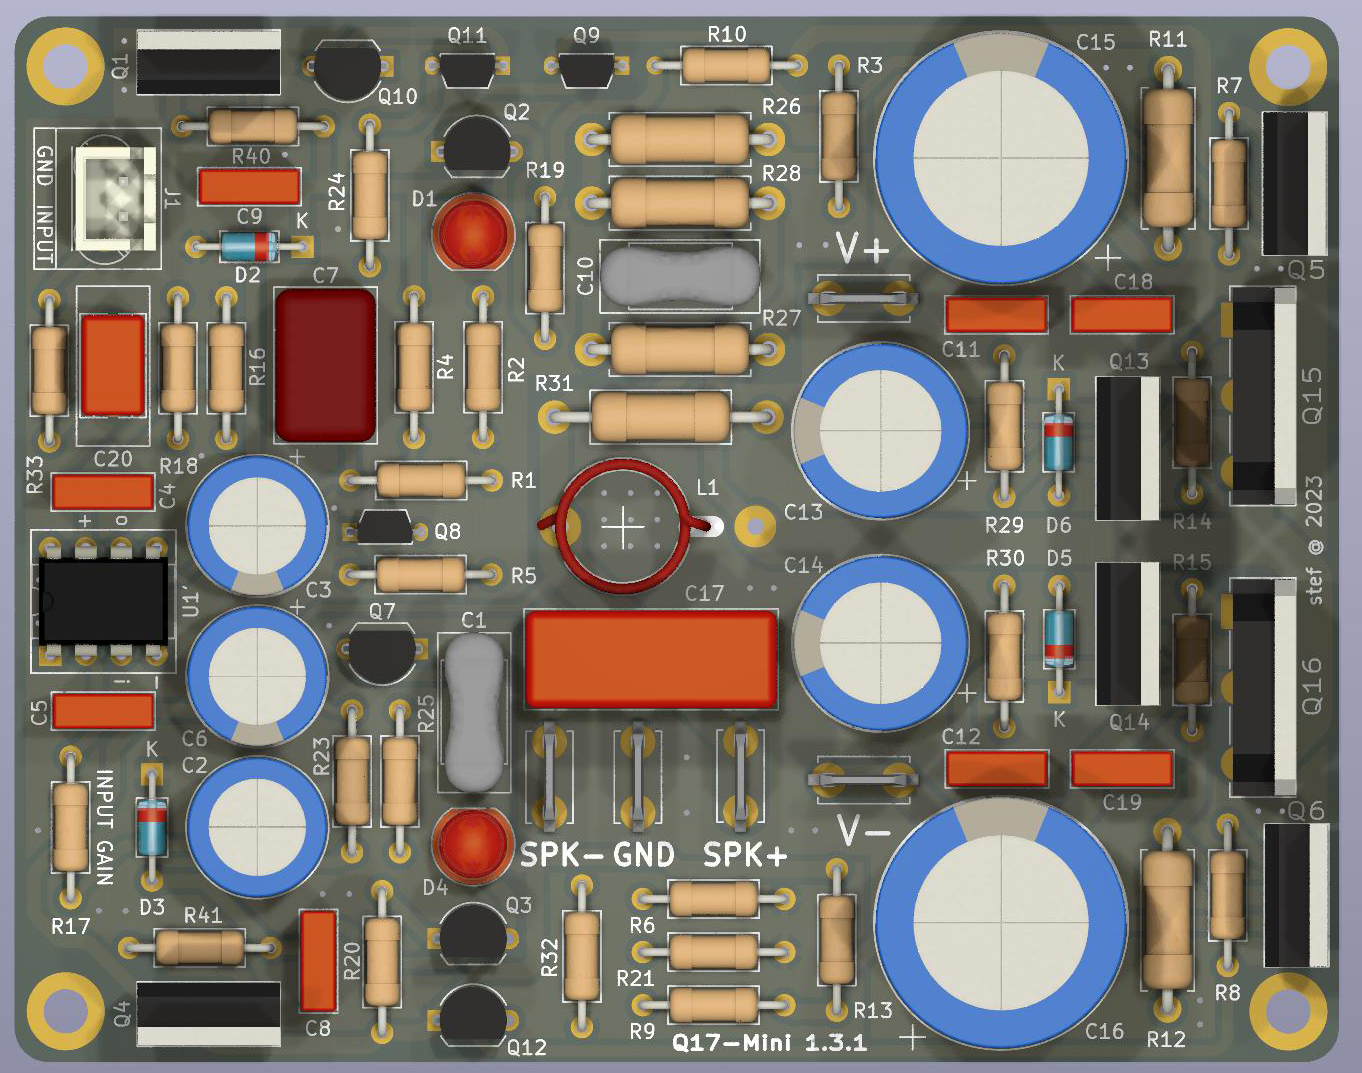 Q1
Q10
Q11
Q9
R10
R3
C15
R11
R7
GND INPUT
J1
R40
C9
K
D2
R24
Q2
D1
R19
R26
R28
C10
V+
C18
Q5
C7
R16
R4
R2
R27
C11
R31
K
Q13
Q15
R33
C20
R18
C4
+
R1
L1
C13
+
R29
D6
R14
+ o
Q8
R5
U1'
C3
+
Q7
C1
C17
C14
R30
D5
R15
stef @ 2023
i –
C5
C6
C2
R23
R25
+
K
Q14
Q16
C12
C19
K
INPUT GAIN
D3
R17
D4
SPK-
GND
SPK+
V-
Q6
R41
Q4
C8
R20
Q3
Q12
R32
R6
R21
R9
R13
+
C16
R12
R8
Q17-Mini 1.3.1